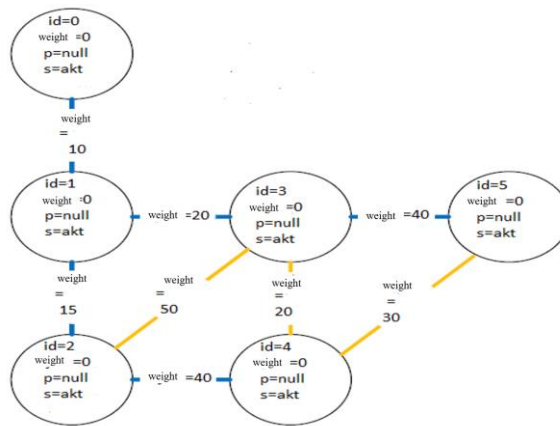 id=0
weight =0
p=null
s=akt
weight
=
10
id=1
weight =0
p=null
s=akt
weight =20
id=3
weight =0
p=null
s=akt
weight =40
id=5
weight =0
p=null
s=akt
weight
=
15
weight
=
50
weight
=
20
weight
=
30
id=2
weight =0
p=null
s=akt
weight =40
id=4
weight =0
p=null
s=akt